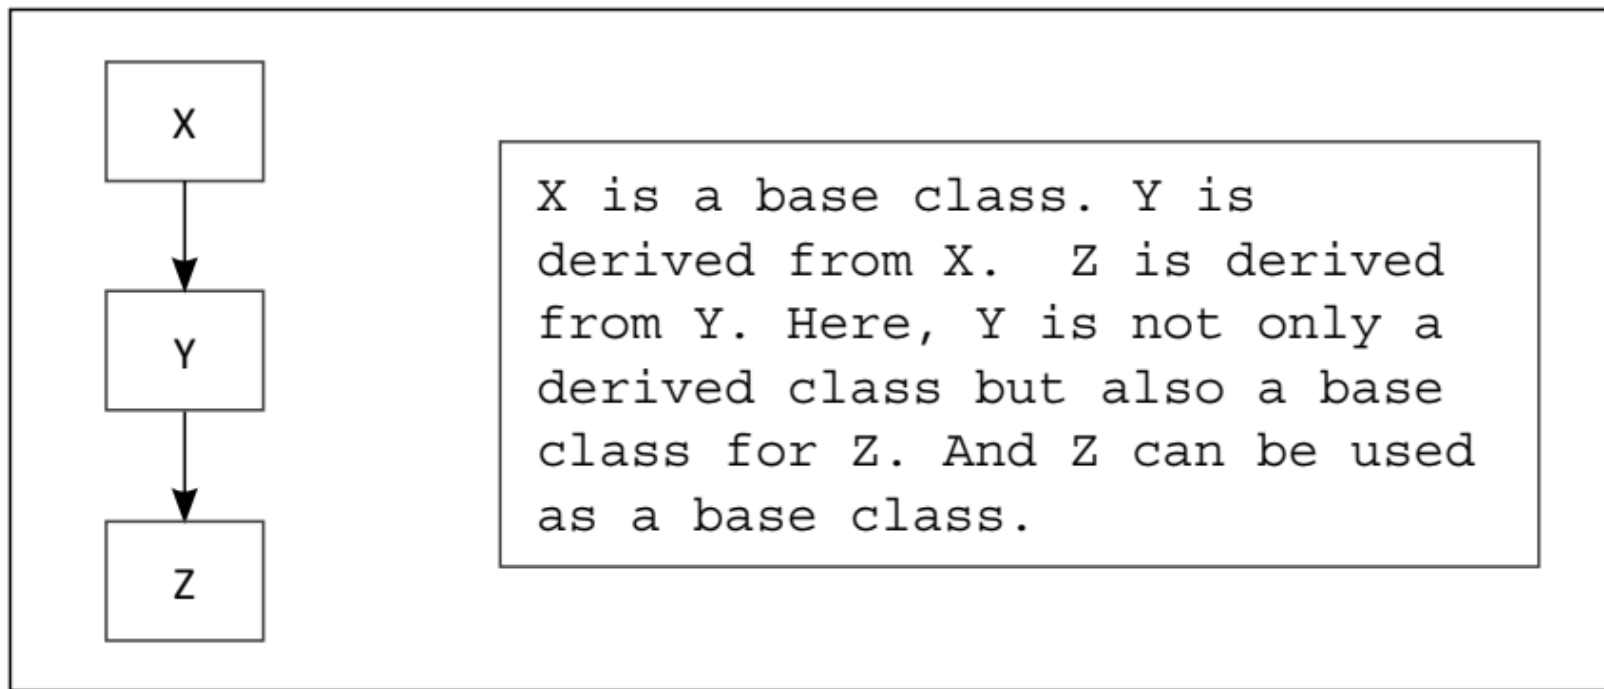 X
Y
Z
X is a base class. Y is
derived from X.  Z is derived
from Y. Here, Y is not only a
derived class but also a base
class for Z. And Z can be used
as a base class.